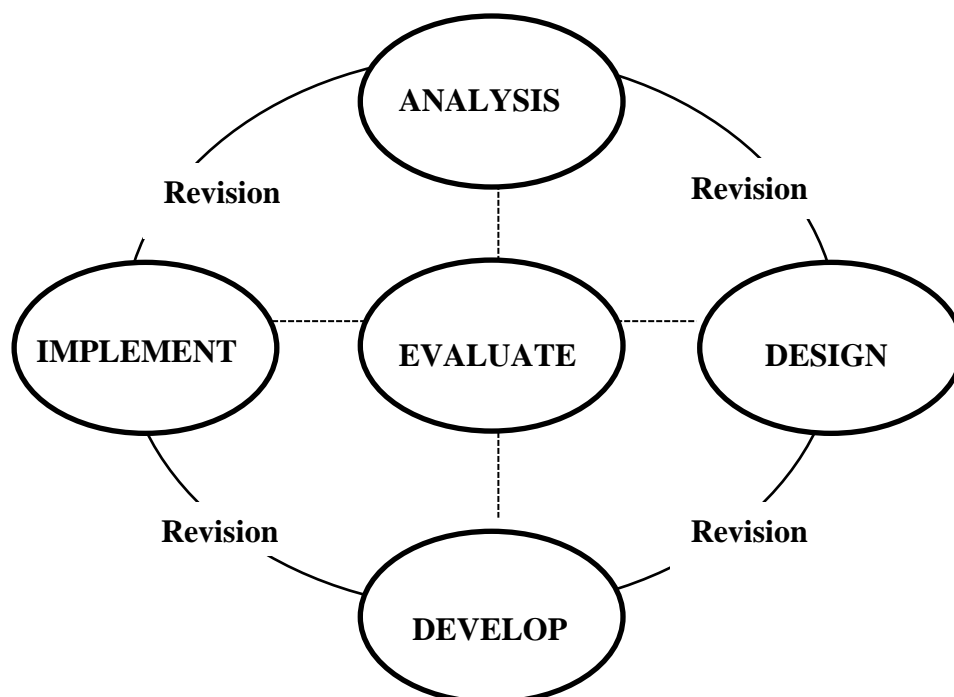 ANALYSIS
Revision
Revision
IMPLEMENT
EVALUATE
DESIGN
Revision
Revision
DEVELOP